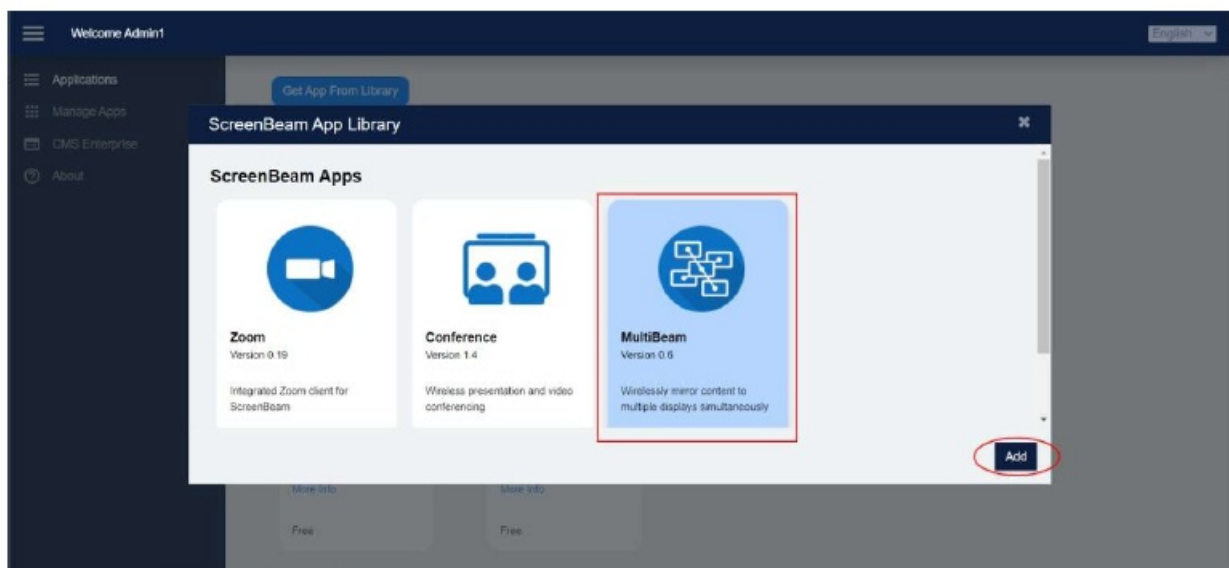 Welcome Admin1
English
Applications
Get App From Library
Manage Apps
ScreenBeam App Library
CMS Enterprise
About
ScreenBeam Apps
Zoom
Version 0.19
Integrated Zoom client for
ScreenBeam
Conference
Version 1.4
Wireless presentation and video
conferencing
MultiBeam
Version 0.6
Wirelessly mirror content to
multiple displays simultaneously
Add
More Info
More Info
Free
Free